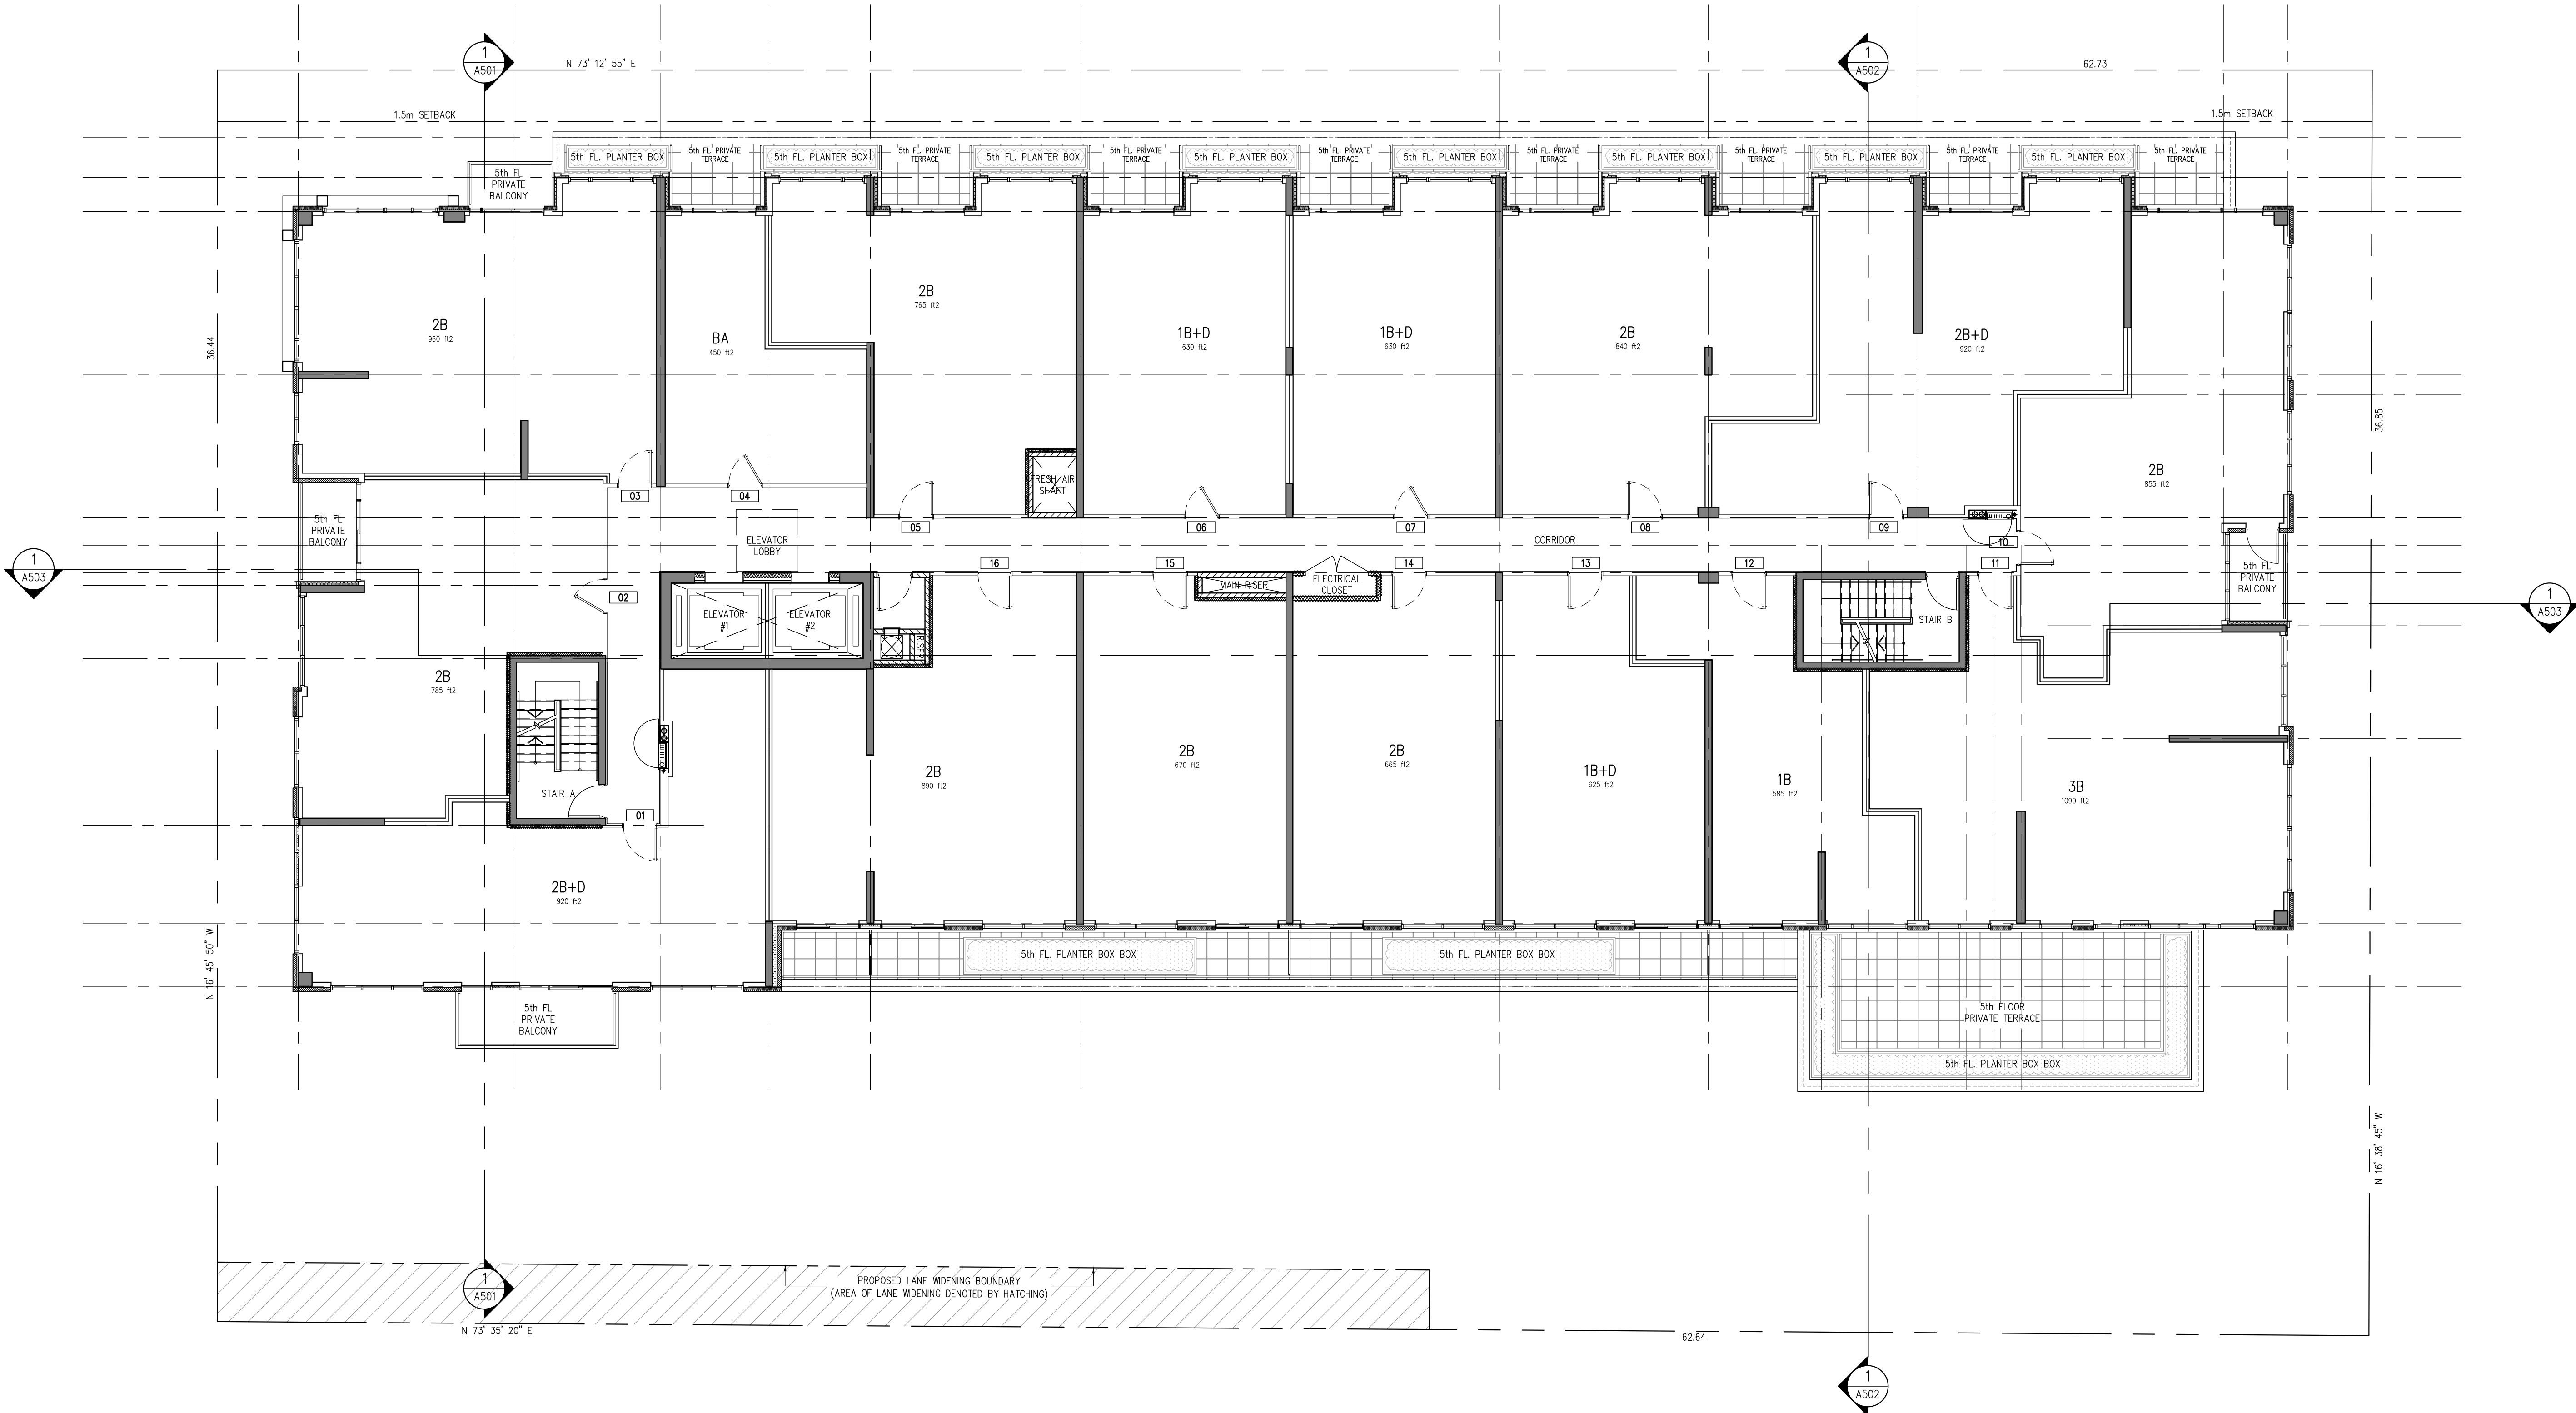 1
A501
N 73' 12' 55" E
1
A502
62.73
1.5m SETBACK
1.5m SETBACK
5th FL. PLANTER BOX
5th FL. PRIVATE
TERRACE
5th FL. PLANTER BOX
5th FL. PRIVATE
TERRACE
5th FL. PLANTER BOX
5th FL. PRIVATE
TERRACE
5th FL. PLANTER BOX
5th FL. PRIVATE
TERRACE
5th FL. PLANTER BOX
5th FL. PRIVATE
TERRACE
5th FL. PLANTER BOX
5th FL. PRIVATE
TERRACE
5th FL. PLANTER BOX
5th FL. PRIVATE
TERRACE
5th FL. PLANTER BOX
5th FL. PRIVATE
TERRACE
5th FL
PRIVATE
BALCONY
36.44
2B
960 ft2
BA
450 ft2
2B
765 ft2
1B+D
630 ft2
1B+D
630 ft2
2B
840 ft2
2B+D
920 ft2
2B
855 ft2
36.85
FRESH AIR
SHAFT
03
04
05
06
07
08
09
10
5th FL
PRIVATE
BALCONY
ELEVATOR
LOBBY
CORRIDOR
1
A503
16
15
14
13
12
11
MAIN RISER
ELECTRICAL
CLOSET
02
ELEVATOR
#1
ELEVATOR
#2
RISER
STAIR B
5th FL
PRIVATE
BALCONY
1
A503
2B
785 ft2
STAIR A
01
2B
890 ft2
2B
670 ft2
2B
665 ft2
1B+D
625 ft2
1B
585 ft2
3B
1090 ft2
2B+D
920 ft2
N 16' 45' 50" W
5th FL. PLANTER BOX BOX
5th FL. PLANTER BOX BOX
5th FL
PRIVATE
BALCONY
5th FLOOR
PRIVATE TERRACE
5th FL. PLANTER BOX BOX
N 16' 38' 45" W
1
A501
PROPOSED LANE WIDENING BOUNDARY
(AREA OF LANE WIDENING DENOTED BY HATCHING)
N 73' 35' 20" E
62.64
1
A502